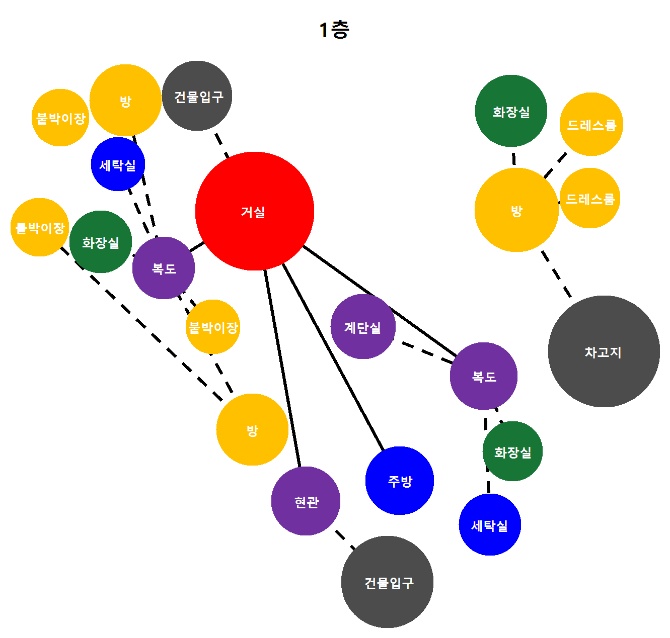 1층
방
건물입구
붙박이장
세탁실
화장실
드레스룸
드레스룸
방
거실
붙박이장
화장실
복도
붙박이장
계단실
차고지
복도
방
화장실
주방
현관
세탁실
건물입구